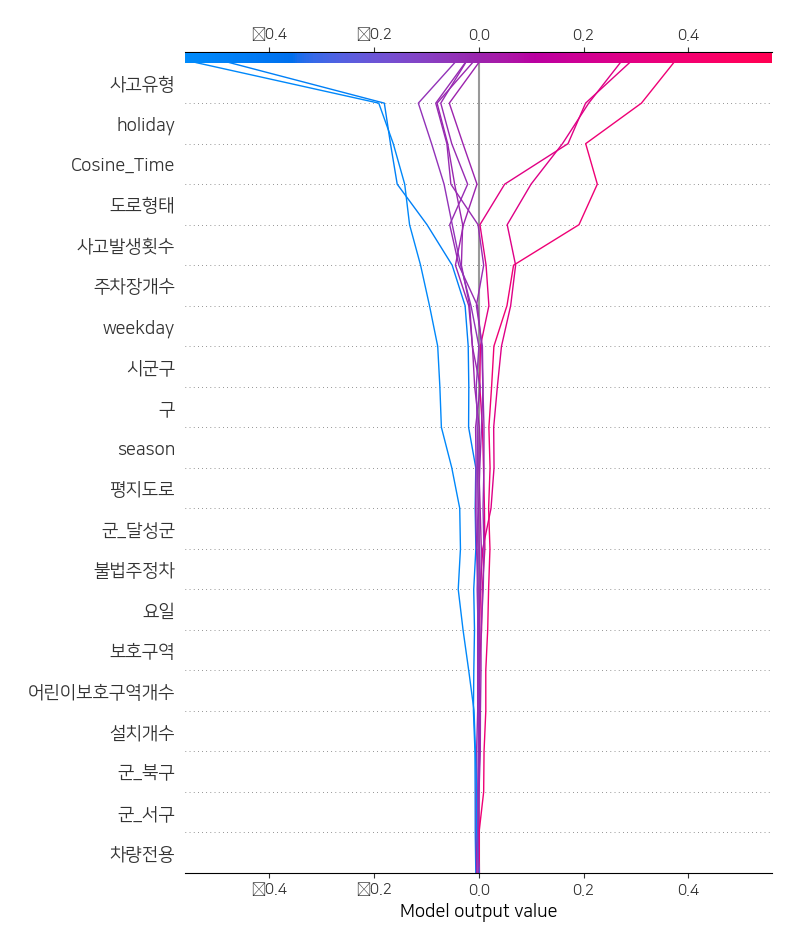 0.4 0.2 0.0 0.2 0.4
사고유형
holiday
Cosine_Time
도로형태
사고발생횟수
주차장개수
weekday
시군구
구
season
평지도로
군_달성군
불법주정차
요일
보호구역
어린이보호구역개수
설치개수
군_북구
군_서구
차량전용
0.4 0.2 0.0 0.2 0.4
Model output value